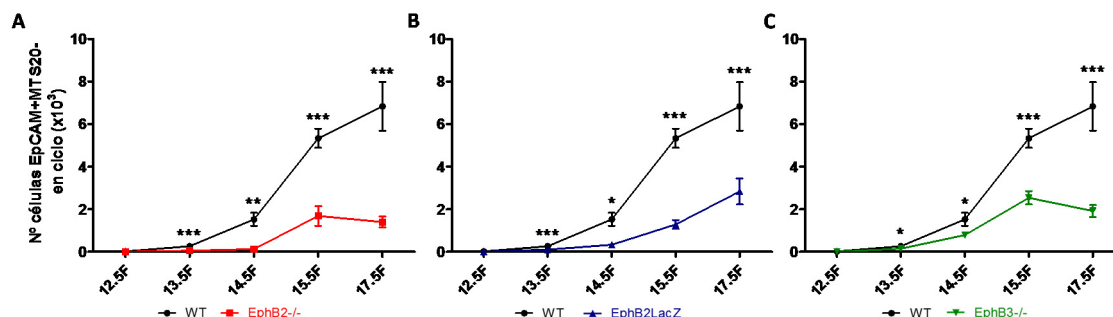 A
B
C
Nº células EpCAM+MTS20-
en ciclo (x10³)
10
8
6
4
2
0
***
**
***
***
12.5F
13.5F
14.5F
15.5F
17.5F
WT
EphB2-/-
10
8
6
4
2
0
***
*
***
***
12.5F
13.5F
14.5F
15.5F
17.5F
WT
EphB2LacZ
10
8
6
4
2
0
*
*
***
***
12.5F
13.5F
14.5F
15.5F
17.5F
WT
EphB3-/-